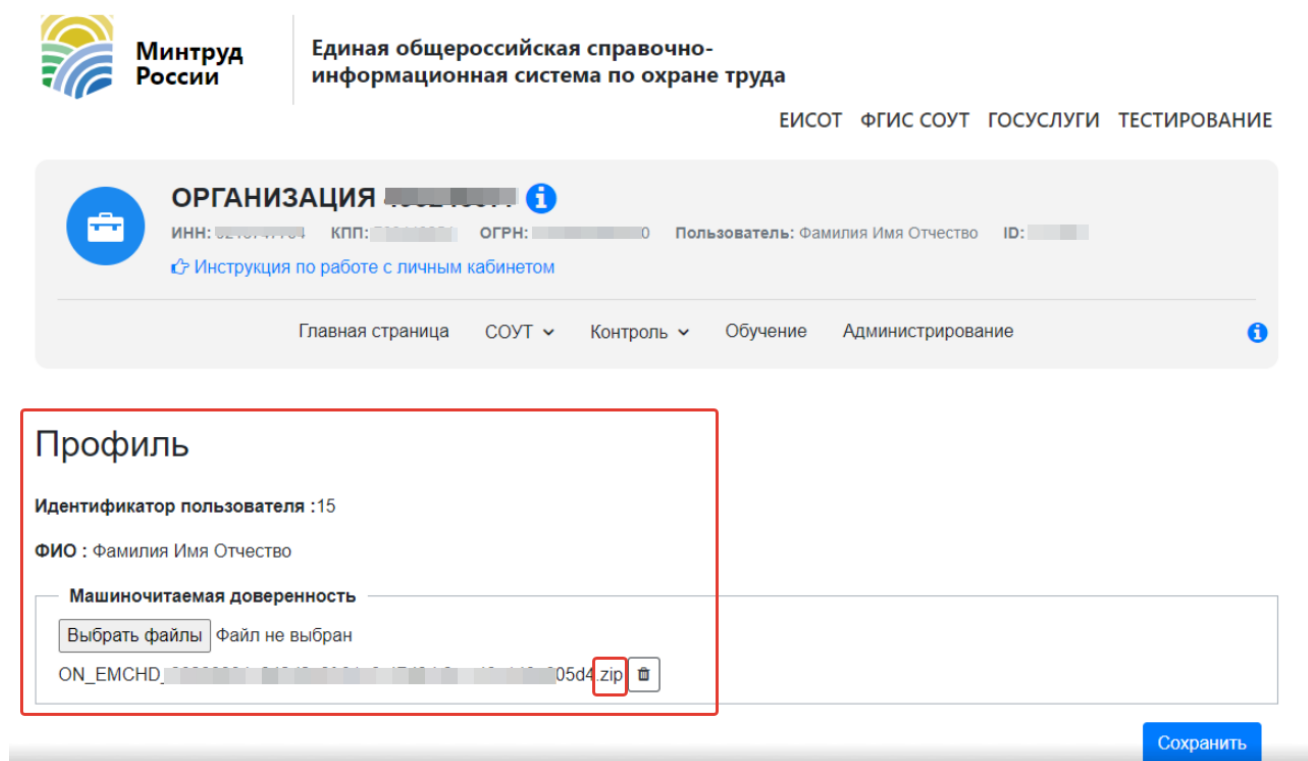 Минтруд
России
Единая общероссийская справочно-
информационная система по охране труда
ЕИСОТ ФГИС СОУТ ГОСУСЛУГИ ТЕСТИРОВАНИЕ
ОРГАНИЗАЦИЯ
ИНН: КПП: ОГРН: 0 Пользователь: Фамилия Имя Отчество ID:
Инструкция по работе с личным кабинетом
Главная страница СОУТ Контроль Обучение Администрирование
Профиль
Идентификатор пользователя :15
ФИО : Фамилия Имя Отчество
Машиночитаемая доверенность
Выбрать файлы Файл не выбран
ON_EMCHD_ 05d4.zip
Сохранить